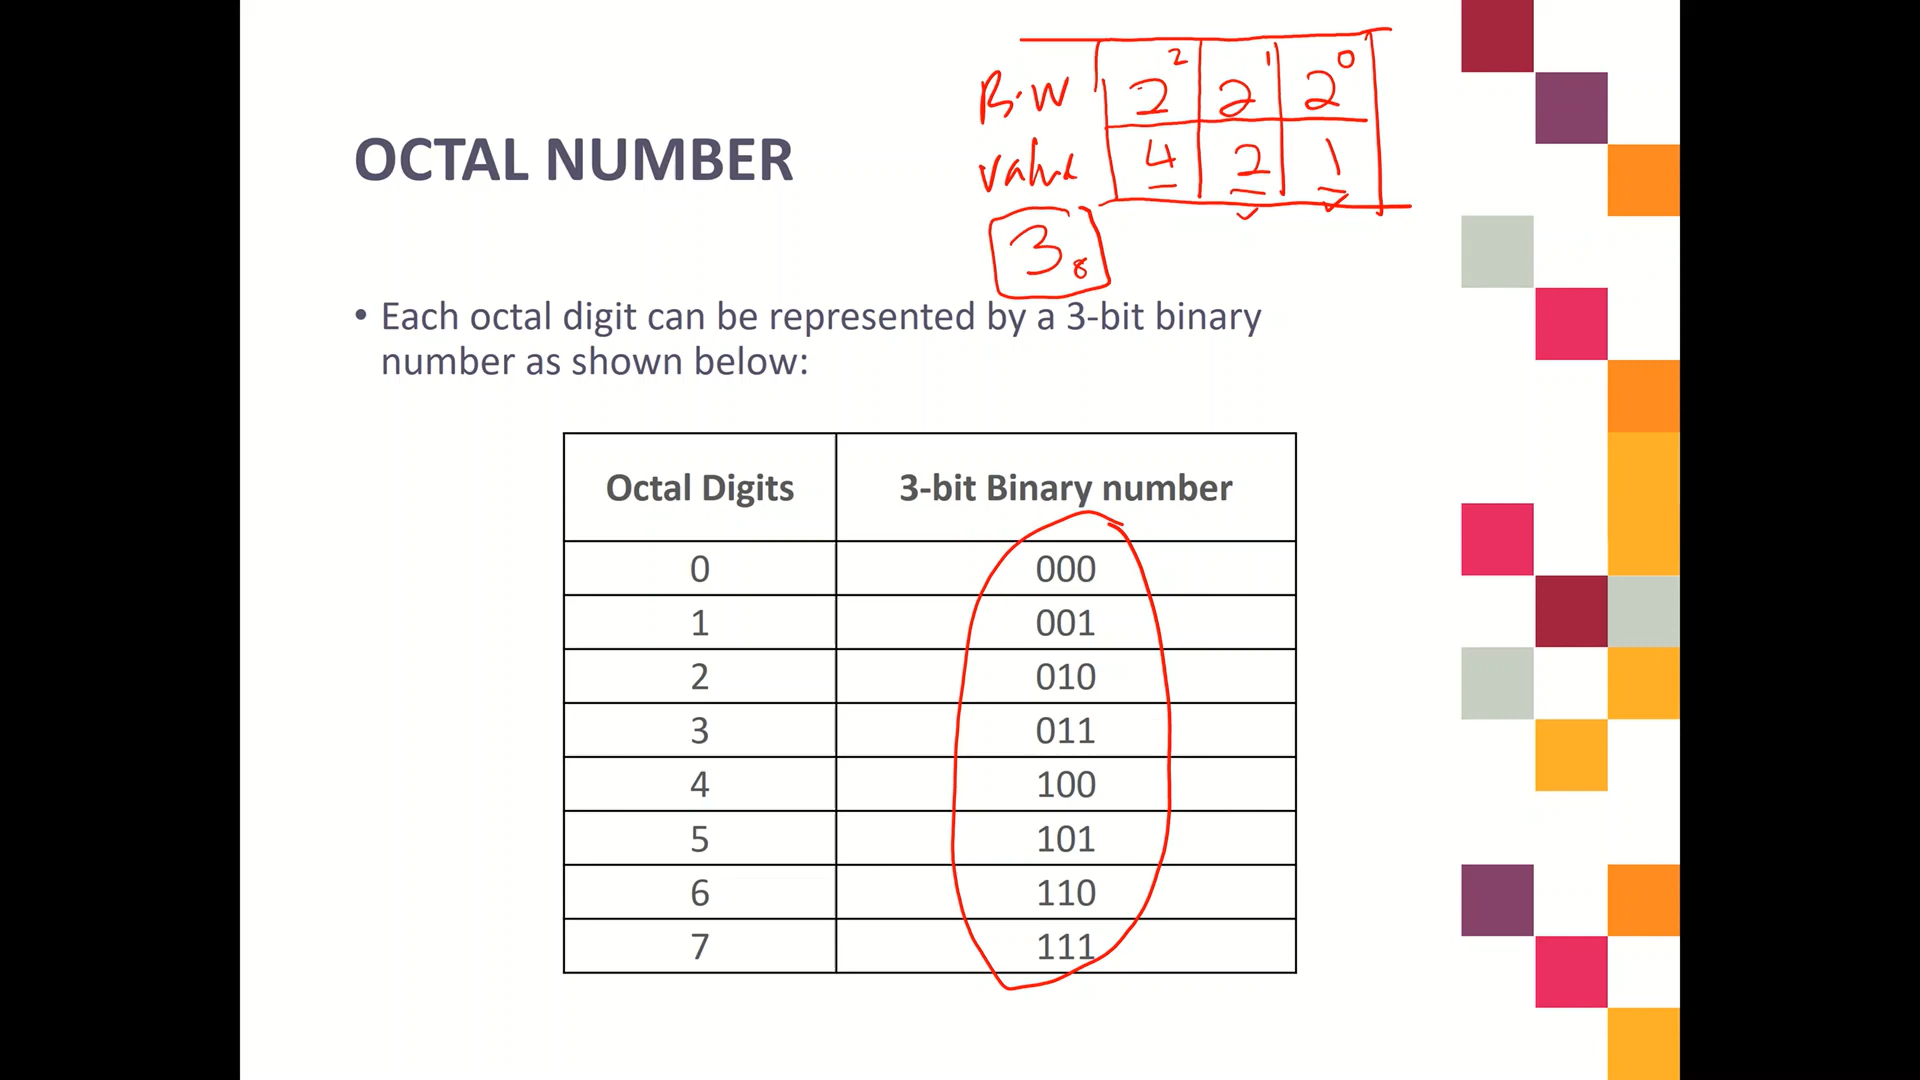 B.W 2² 2¹ 2⁰
OCTAL NUMBER
value 4 2 1
3₈
• Each octal digit can be represented by a 3-bit binary
number as shown below:
Octal Digits 3-bit Binary number
0 000
1 001
2 010
3 011
4 100
5 101
6 110
7 111